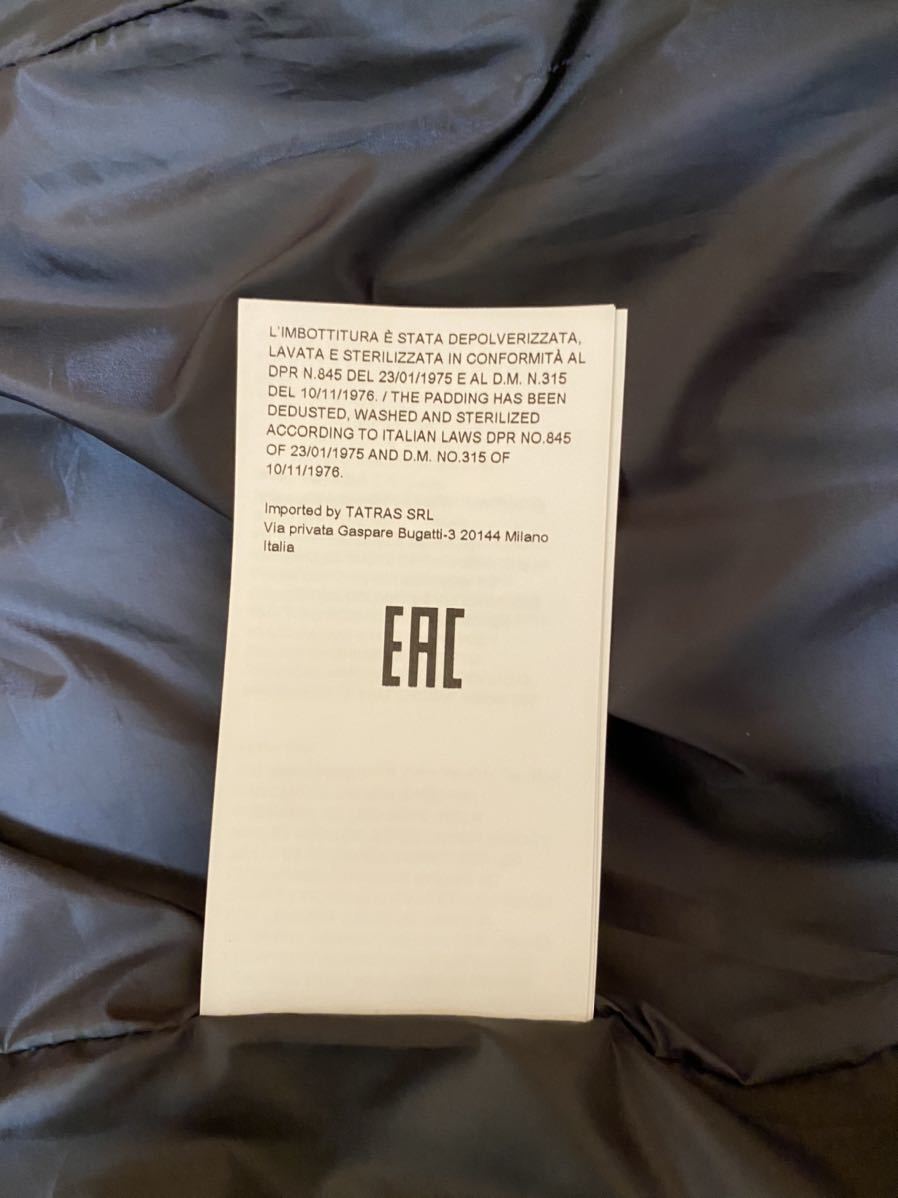 L'IMBOTTITURA È STATA DEPOLVERIZZATA,
LAVATA E STERILIZZATA IN CONFORMITÀ AL
DPR N.845 DEL 23/01/1975 E AL D.M. N.315
DEL 10/11/1976. / THE PADDING HAS BEEN
DEDUSTED, WASHED AND STERILIZED
ACCORDING TO ITALIAN LAWS DPR NO.845
OF 23/01/1975 AND D.M. NO.315 OF
10/11/1976.
Imported by TATRAS SRL
Via privata Gaspare Bugatti-3 20144 Milano
Italia
EAC